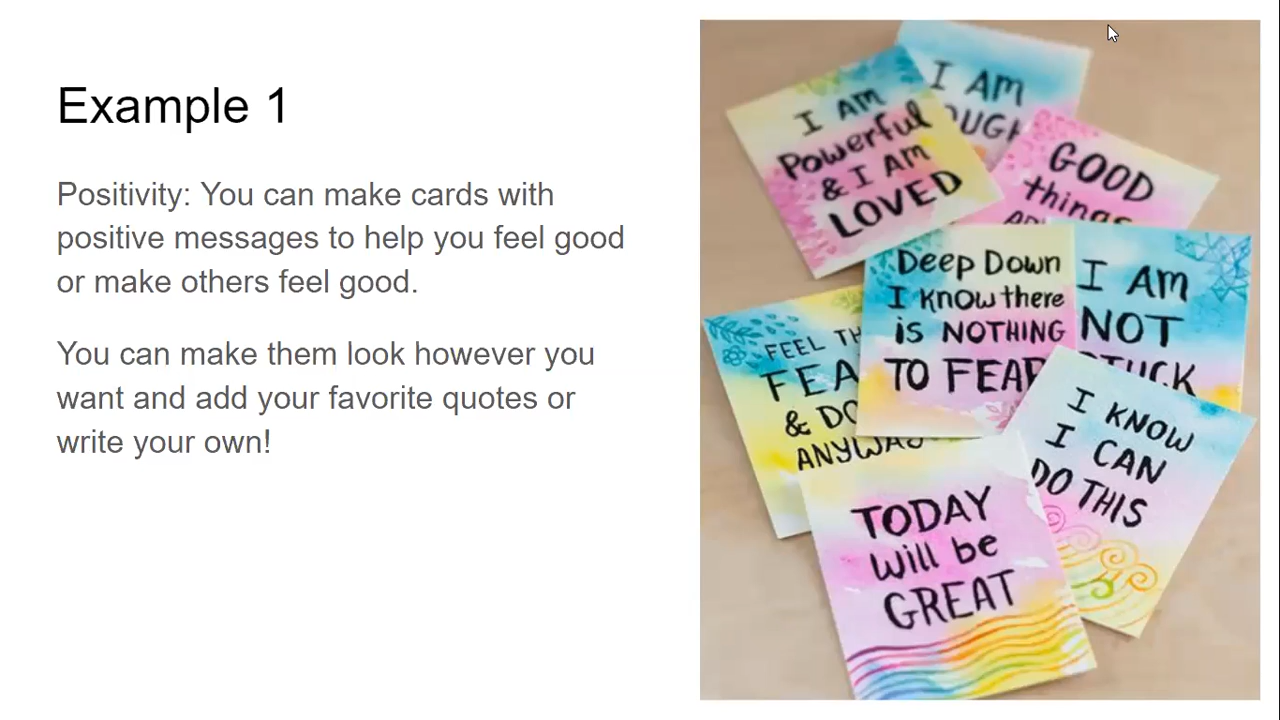 Example 1
Positivity: You can make cards with
positive messages to help you feel good
or make others feel good.
You can make them look however you
want and add your favorite quotes or
write your own!
I AM
Powerful
& I AM
LOVED
I AM
GOOD
things
Deep Down
I know there
is NOTHING
TO FEAR
I AM
NOT
FEEL
& DO
ANYWAY
I KNOW
I CAN
DO THIS
TODAY
will be
GREAT